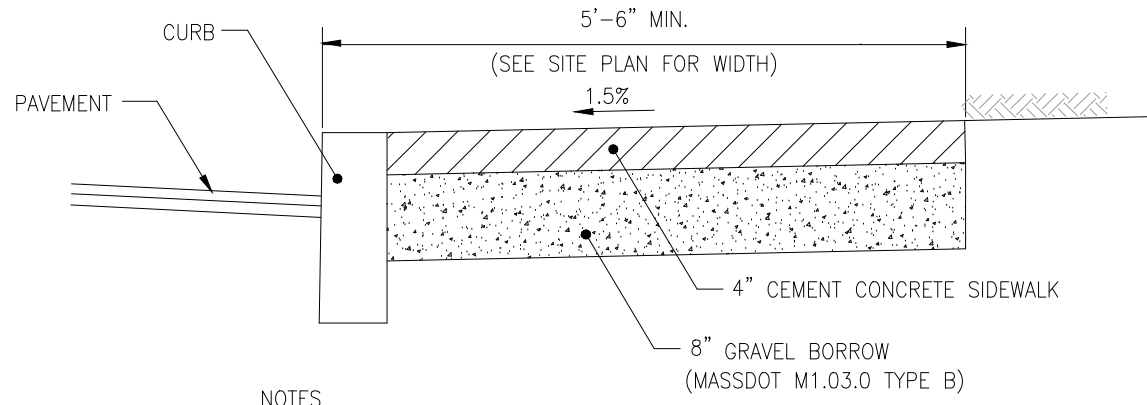 5'-6" MIN.
CURB
(SEE SITE PLAN FOR WIDTH)
1.5%
PAVEMENT
4" CEMENT CONCRETE SIDEWALK
8" GRAVEL BORROW
(MASSDOT M1.03.0 TYPE B)
NOTES